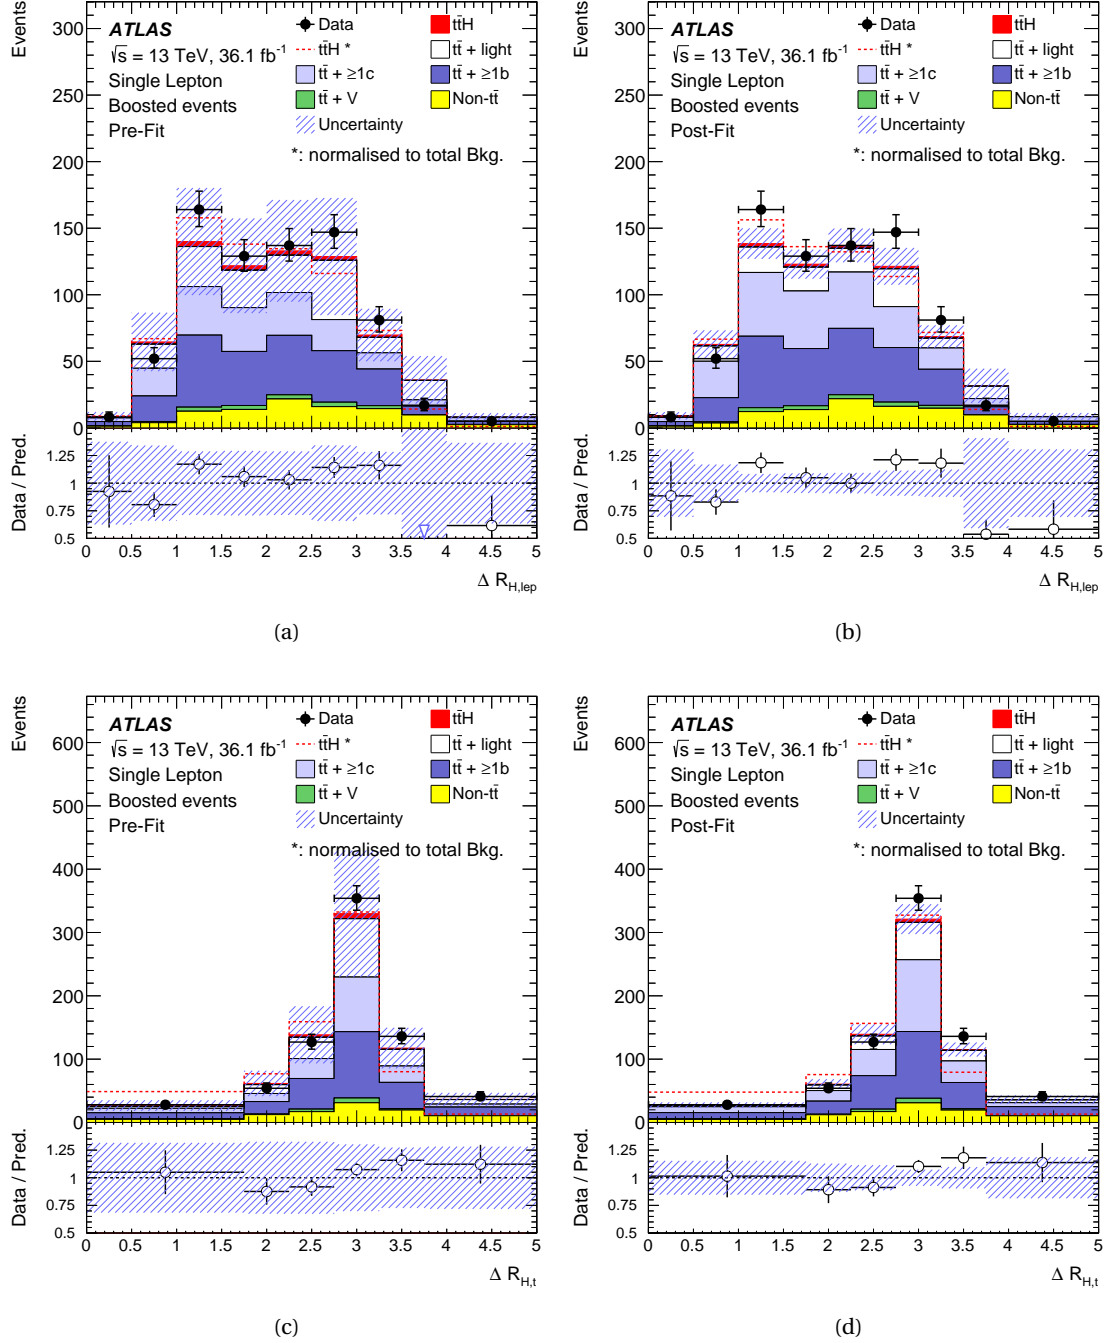 Events
ATLAS
√s = 13 TeV, 36.1 fb-1
Single Lepton
Boosted events
Pre-Fit
Data
tt̄H
tt̄H *
tt̄ + light
tt̄ + ≥1c
tt̄ + ≥1b
tt̄ + V
Non-tt̄
Uncertainty
*: normalised to total Bkg.
300
250
200
150
100
50
0
Data / Pred.
1.25
1
0.75
0.5
0 0.5 1 1.5 2 2.5 3 3.5 4 4.5 5
Δ R_H,lep
(a)
Events
ATLAS
√s = 13 TeV, 36.1 fb-1
Single Lepton
Boosted events
Post-Fit
Data
tt̄H
tt̄H *
tt̄ + light
tt̄ + ≥1c
tt̄ + ≥1b
tt̄ + V
Non-tt̄
Uncertainty
*: normalised to total Bkg.
300
250
200
150
100
50
0
Data / Pred.
1.25
1
0.75
0.5
0 0.5 1 1.5 2 2.5 3 3.5 4 4.5 5
Δ R_H,lep
(b)
Events
ATLAS
√s = 13 TeV, 36.1 fb-1
Single Lepton
Boosted events
Pre-Fit
Data
tt̄H
tt̄H *
tt̄ + light
tt̄ + ≥1c
tt̄ + ≥1b
tt̄ + V
Non-tt̄
Uncertainty
*: normalised to total Bkg.
600
500
400
300
200
100
0
Data / Pred.
1.25
1
0.75
0.5
0 0.5 1 1.5 2 2.5 3 3.5 4 4.5 5
Δ R_H,t
(c)
Events
ATLAS
√s = 13 TeV, 36.1 fb-1
Single Lepton
Boosted events
Post-Fit
Data
tt̄H
tt̄H *
tt̄ + light
tt̄ + ≥1c
tt̄ + ≥1b
tt̄ + V
Non-tt̄
Uncertainty
*: normalised to total Bkg.
600
500
400
300
200
100
0
Data / Pred.
1.25
1
0.75
0.5
0 0.5 1 1.5 2 2.5 3 3.5 4 4.5 5
Δ R_H,t
(d)